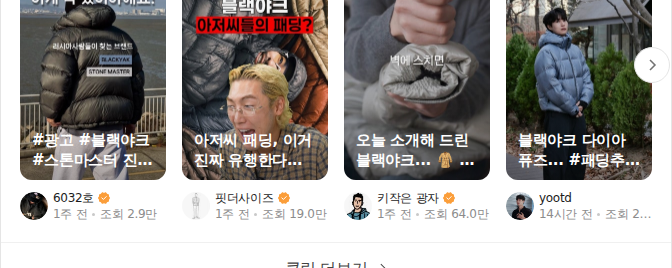 블랙야크
아저씨들의 패딩?
러시아사람들이 찾는 브랜드
BLACKYAK
STONE MASTER
벽에 스치면
#광고 #블랙야크
#스톤마스터 진...
아저씨 패딩, 이거
진짜 유행한다...
오늘 소개해 드린
블랙야크... 🧥 ...
블랙야크 다이아
퓨즈... #패딩추...
6032호
1주 전 · 조회 2.9만
핏더사이즈
1주 전 · 조회 19.0만
키작은 광자
1주 전 · 조회 64.0만
yootd
14시간 전 · 조회 2...